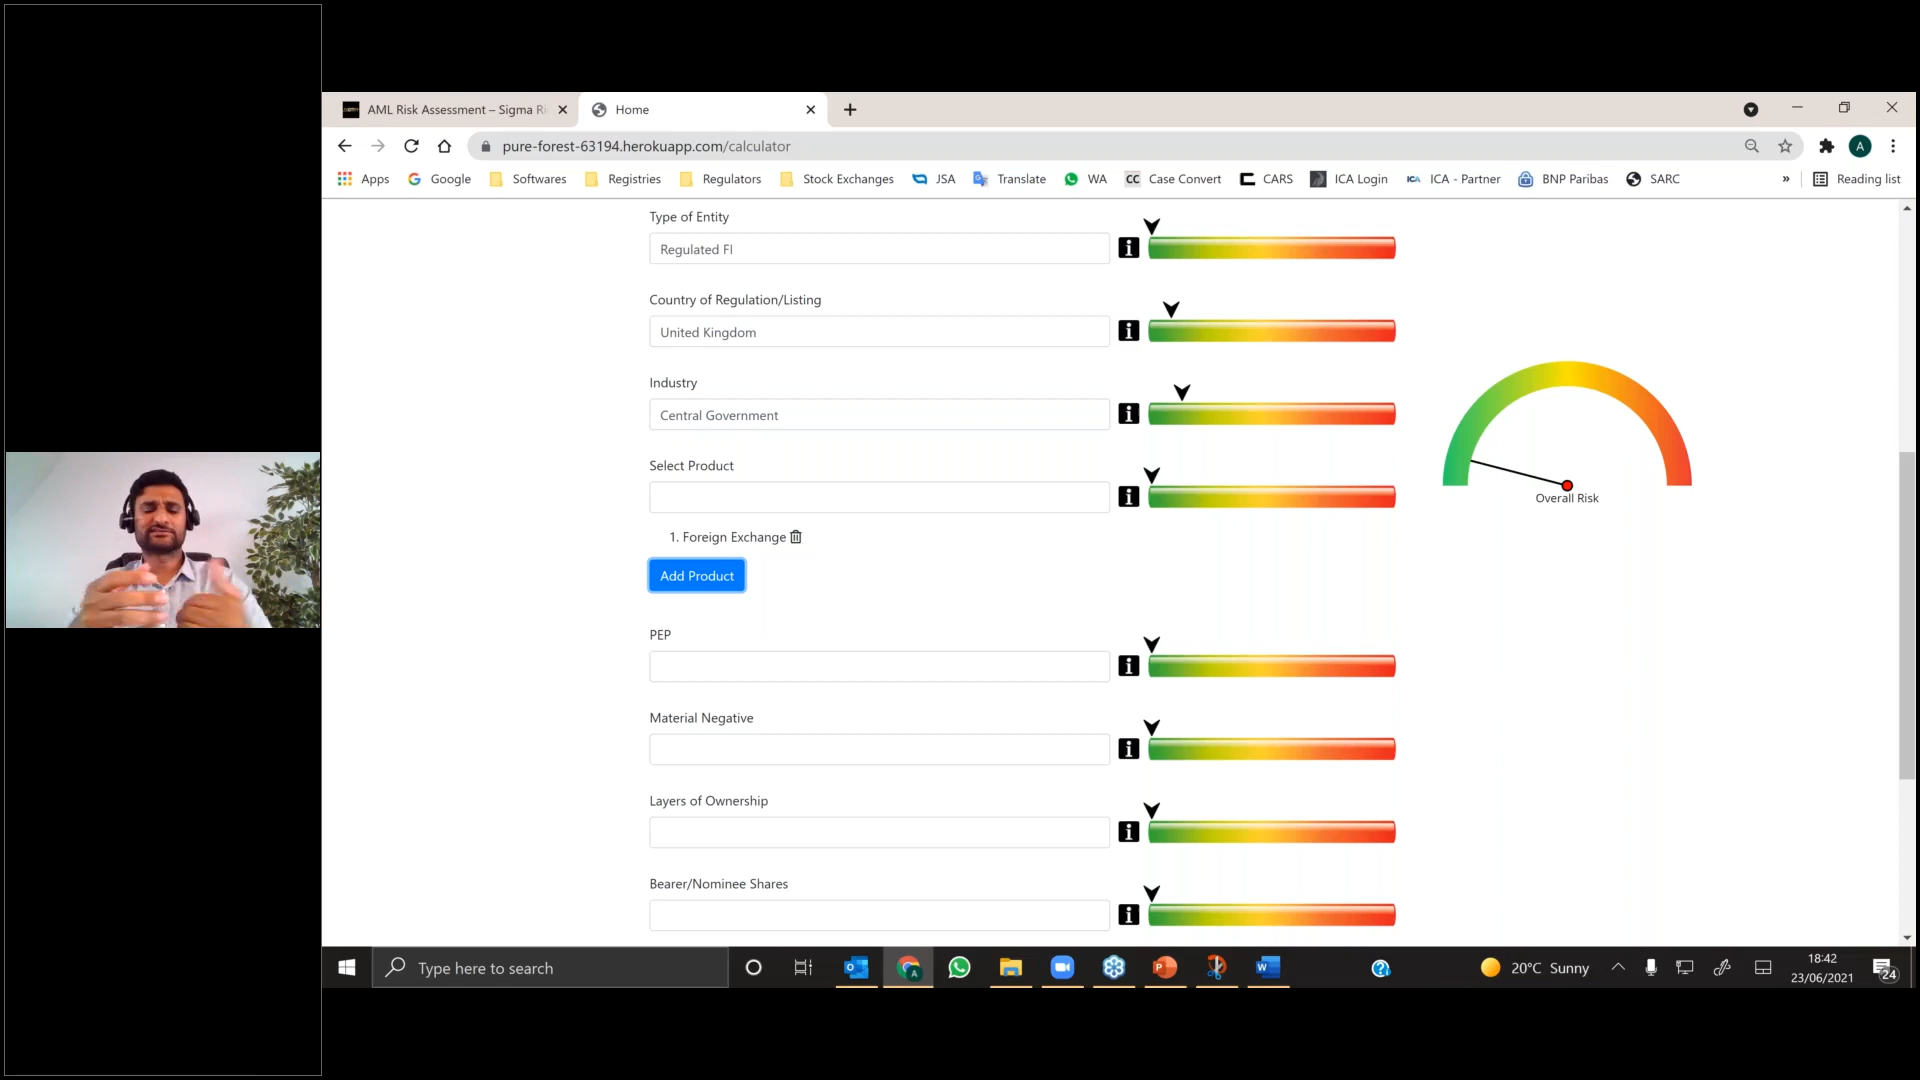 AML Risk Assessment – Sigma Ri
Home
pure-forest-63194.herokuapp.com/calculator
A
Apps
Google
Softwares
Registries
Regulators
Stock Exchanges
JSA
Translate
WA
CC Case Convert
CARS
ICA Login
ICA ICA - Partner
BNP Paribas
SARC
»
Reading list
Type of Entity
Regulated FI
Country of Regulation/Listing
United Kingdom
Industry
Central Government
Select Product
1. Foreign Exchange
Add Product
Overall Risk
PEP
Material Negative
Layers of Ownership
Bearer/Nominee Shares
Type here to search
20°C Sunny
18:42
23/06/2021
24